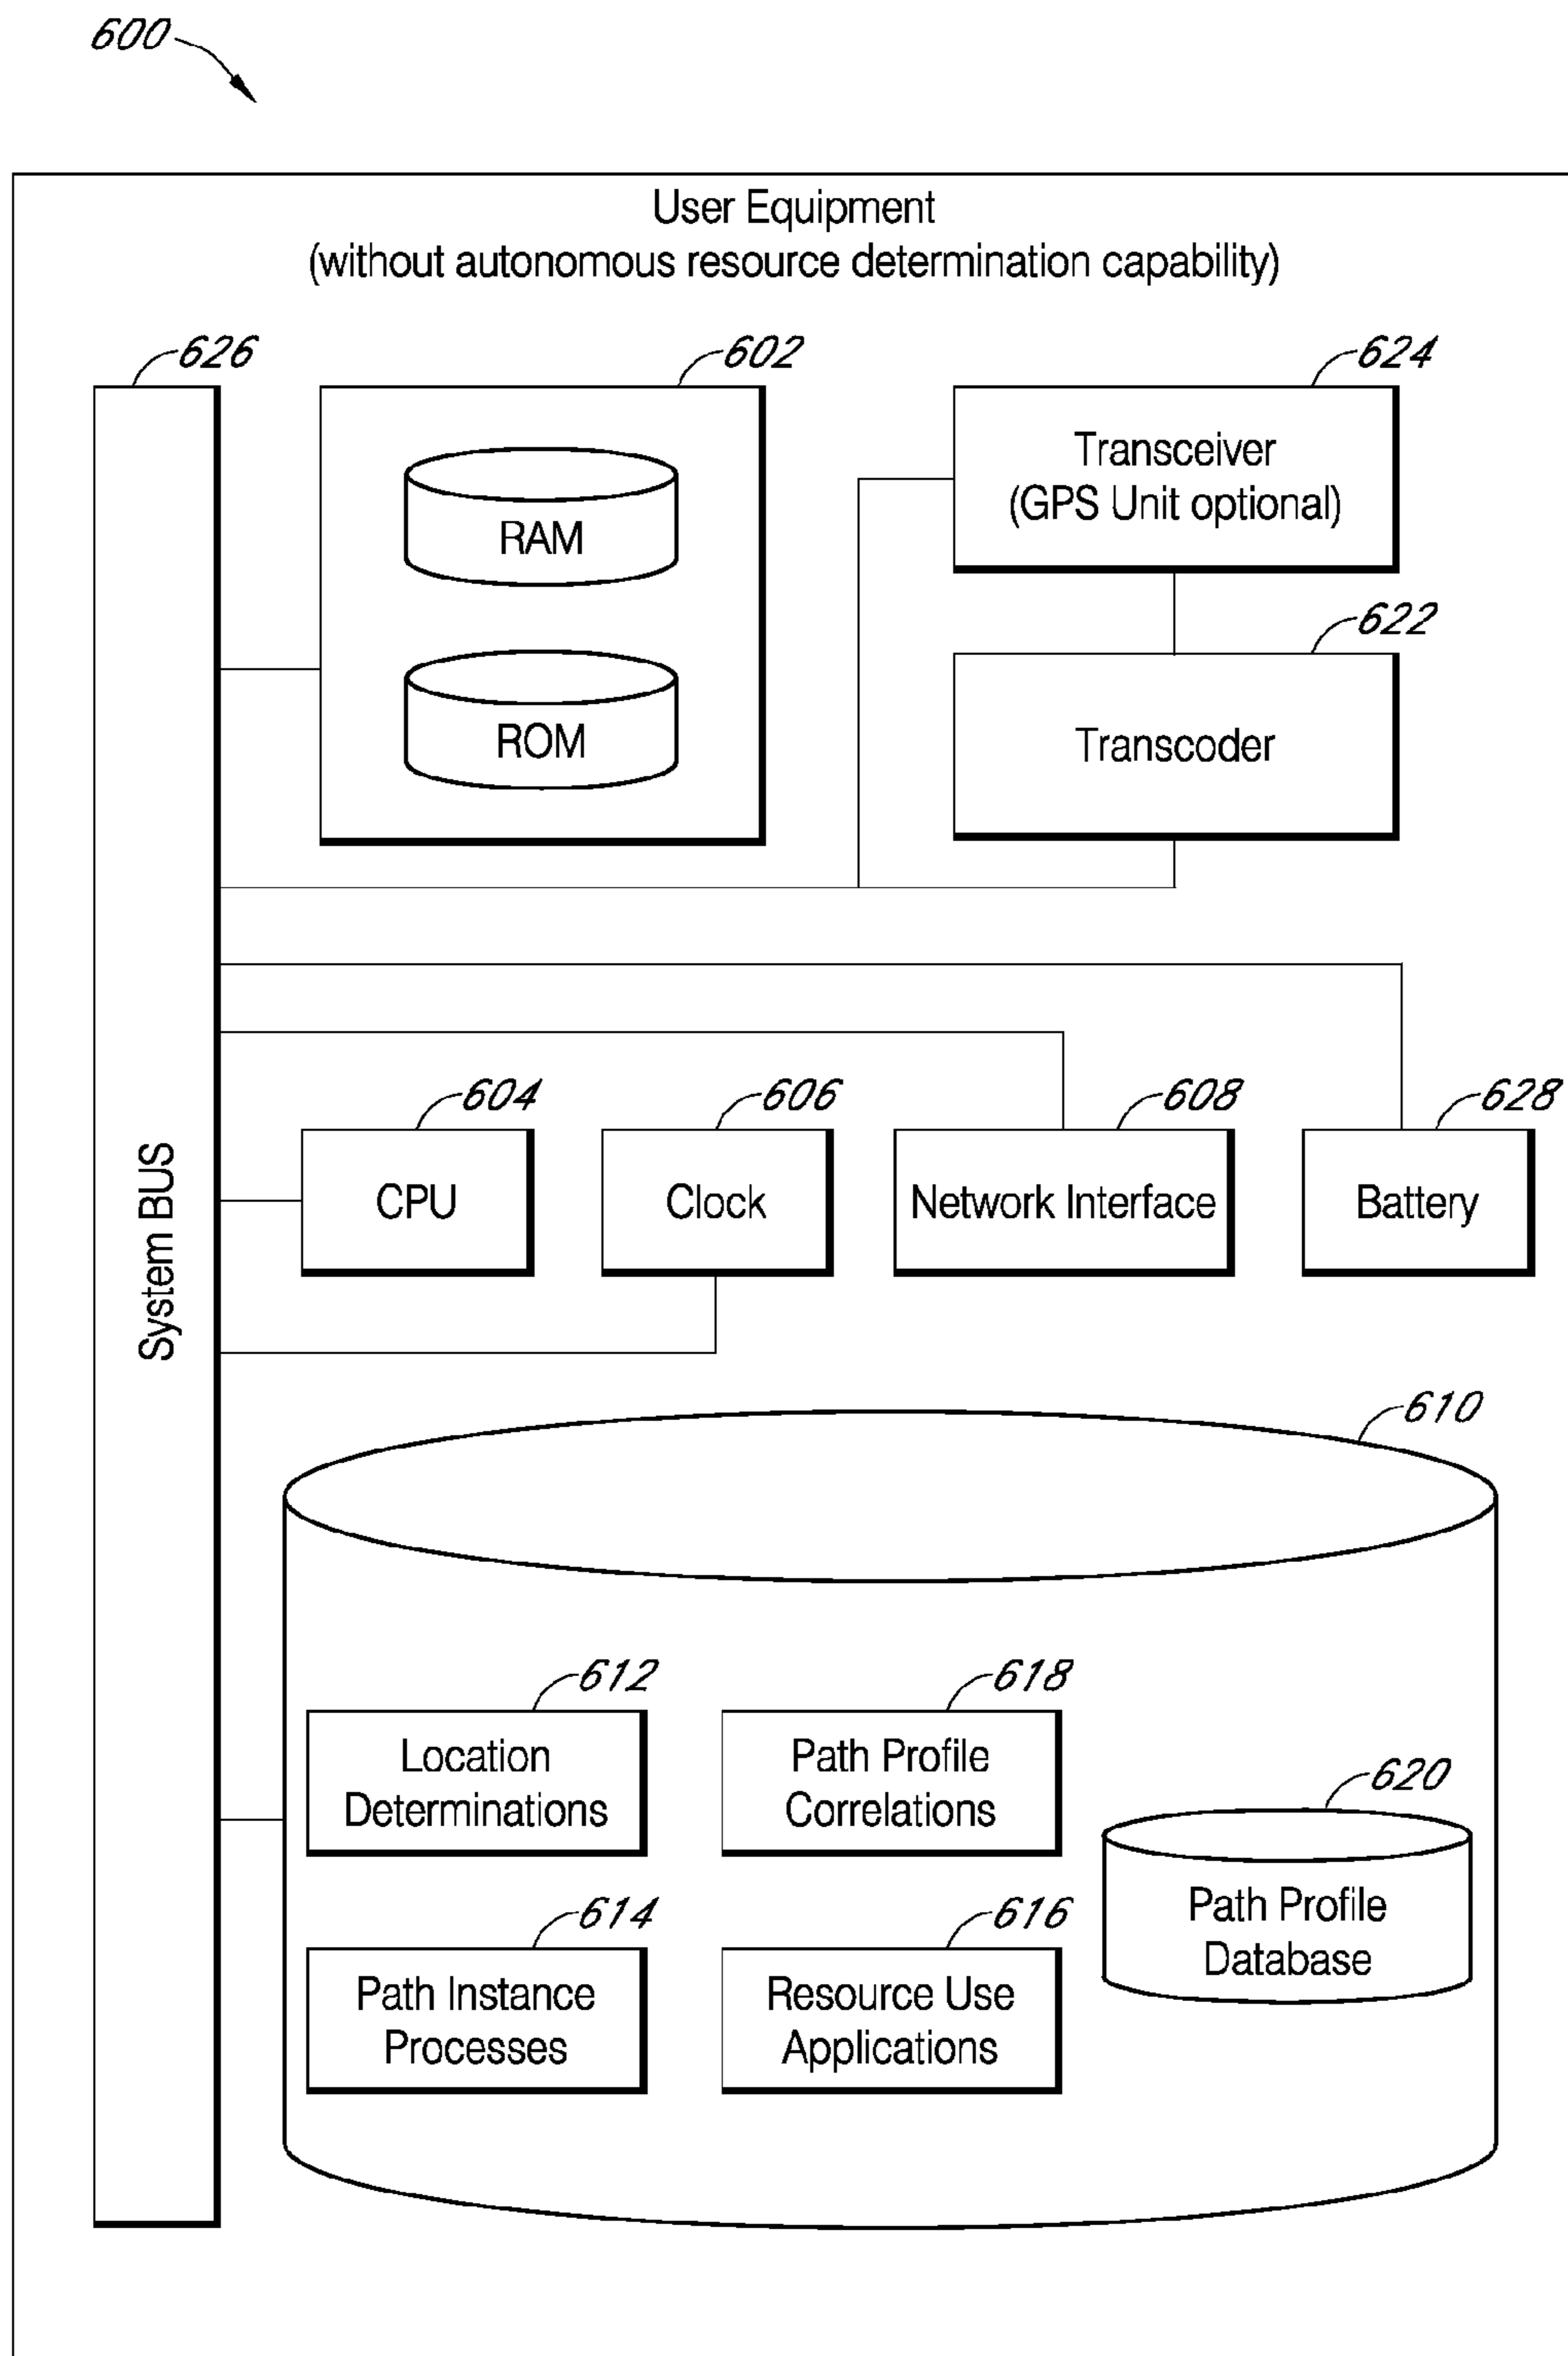 600
User Equipment
(without autonomous resource determination capability)
626
602
624
RAM
ROM
Transceiver
(GPS Unit optional)
622
Transcoder
System BUS
604
606
608
628
CPU
Clock
Network Interface
Battery
610
612
618
Location
Determinations
Path Profile
Correlations
620
Path Profile
Database
614
616
Path Instance
Processes
Resource Use
Applications